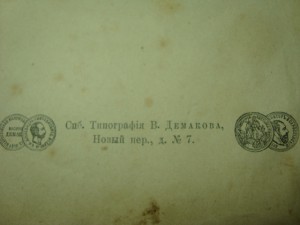 Спб. Типографія В. Демакова,
Новый пер., д. № 7.